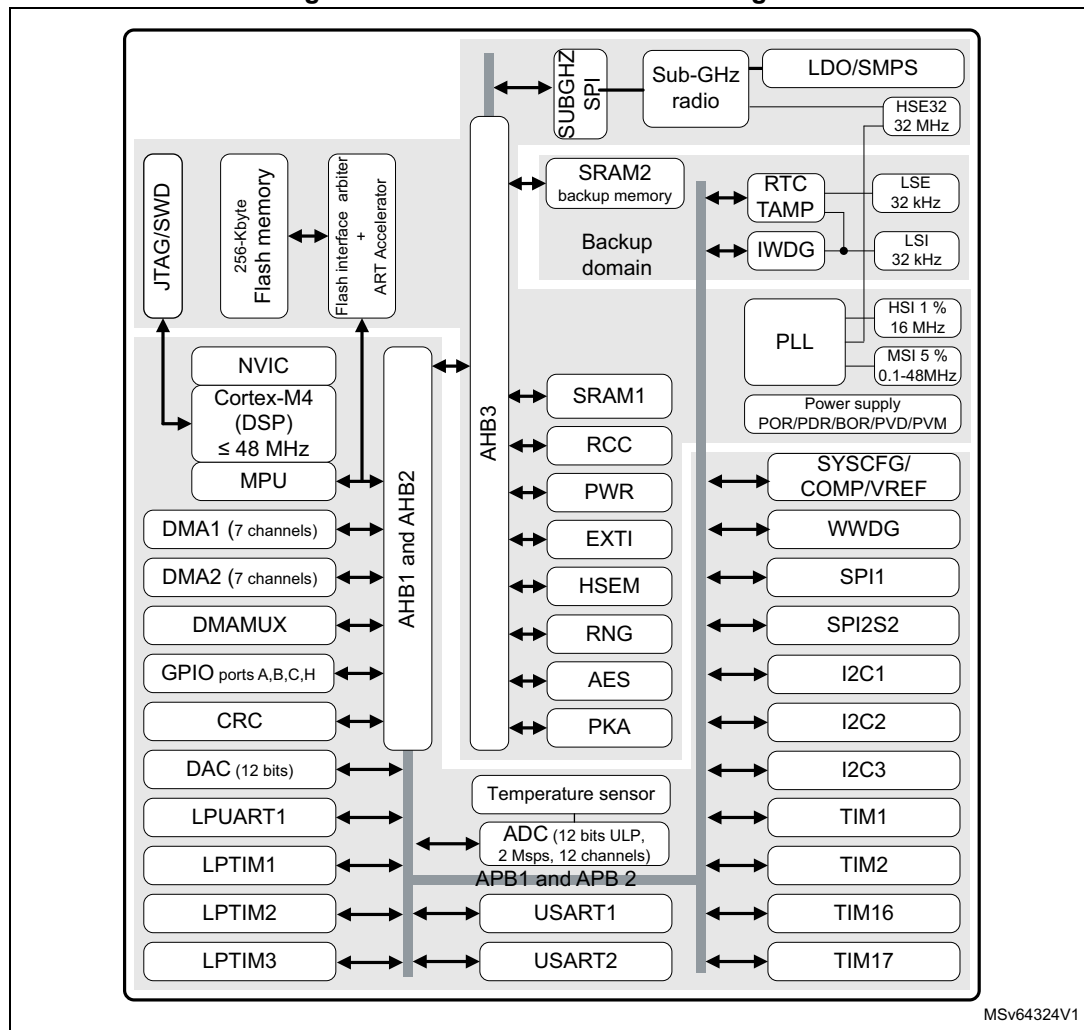 SUBGHZ
SPI
Sub-GHz
radio
LDO/SMPS
HSE32
32 MHz
JTAG/SWD
256-Kbyte
Flash memory
Flash interface arbiter
+
ART Accelerator
SRAM2
backup memory
RTC
TAMP
LSE
32 kHz
Backup
domain
IWDG
LSI
32 kHz
PLL
HSI 1 %
16 MHz
MSI 5 %
0.1-48MHz
Power supply
POR/PDR/BOR/PVD/PVM
NVIC
Cortex-M4
(DSP)
≤ 48 MHz
MPU
AHB1 and AHB2
AHB3
DMA1 (7 channels)
DMA2 (7 channels)
DMAMUX
GPIO ports A,B,C,H
CRC
DAC (12 bits)
LPUART1
LPTIM1
LPTIM2
LPTIM3
SRAM1
RCC
PWR
EXTI
HSEM
RNG
AES
PKA
Temperature sensor
ADC (12 bits ULP,
2 Msps, 12 channels)
APB1 and APB 2
USART1
USART2
SYSCFG/
COMP/VREF
WWDG
SPI1
SPI2S2
I2C1
I2C2
I2C3
TIM1
TIM2
TIM16
TIM17
MSv64324V1